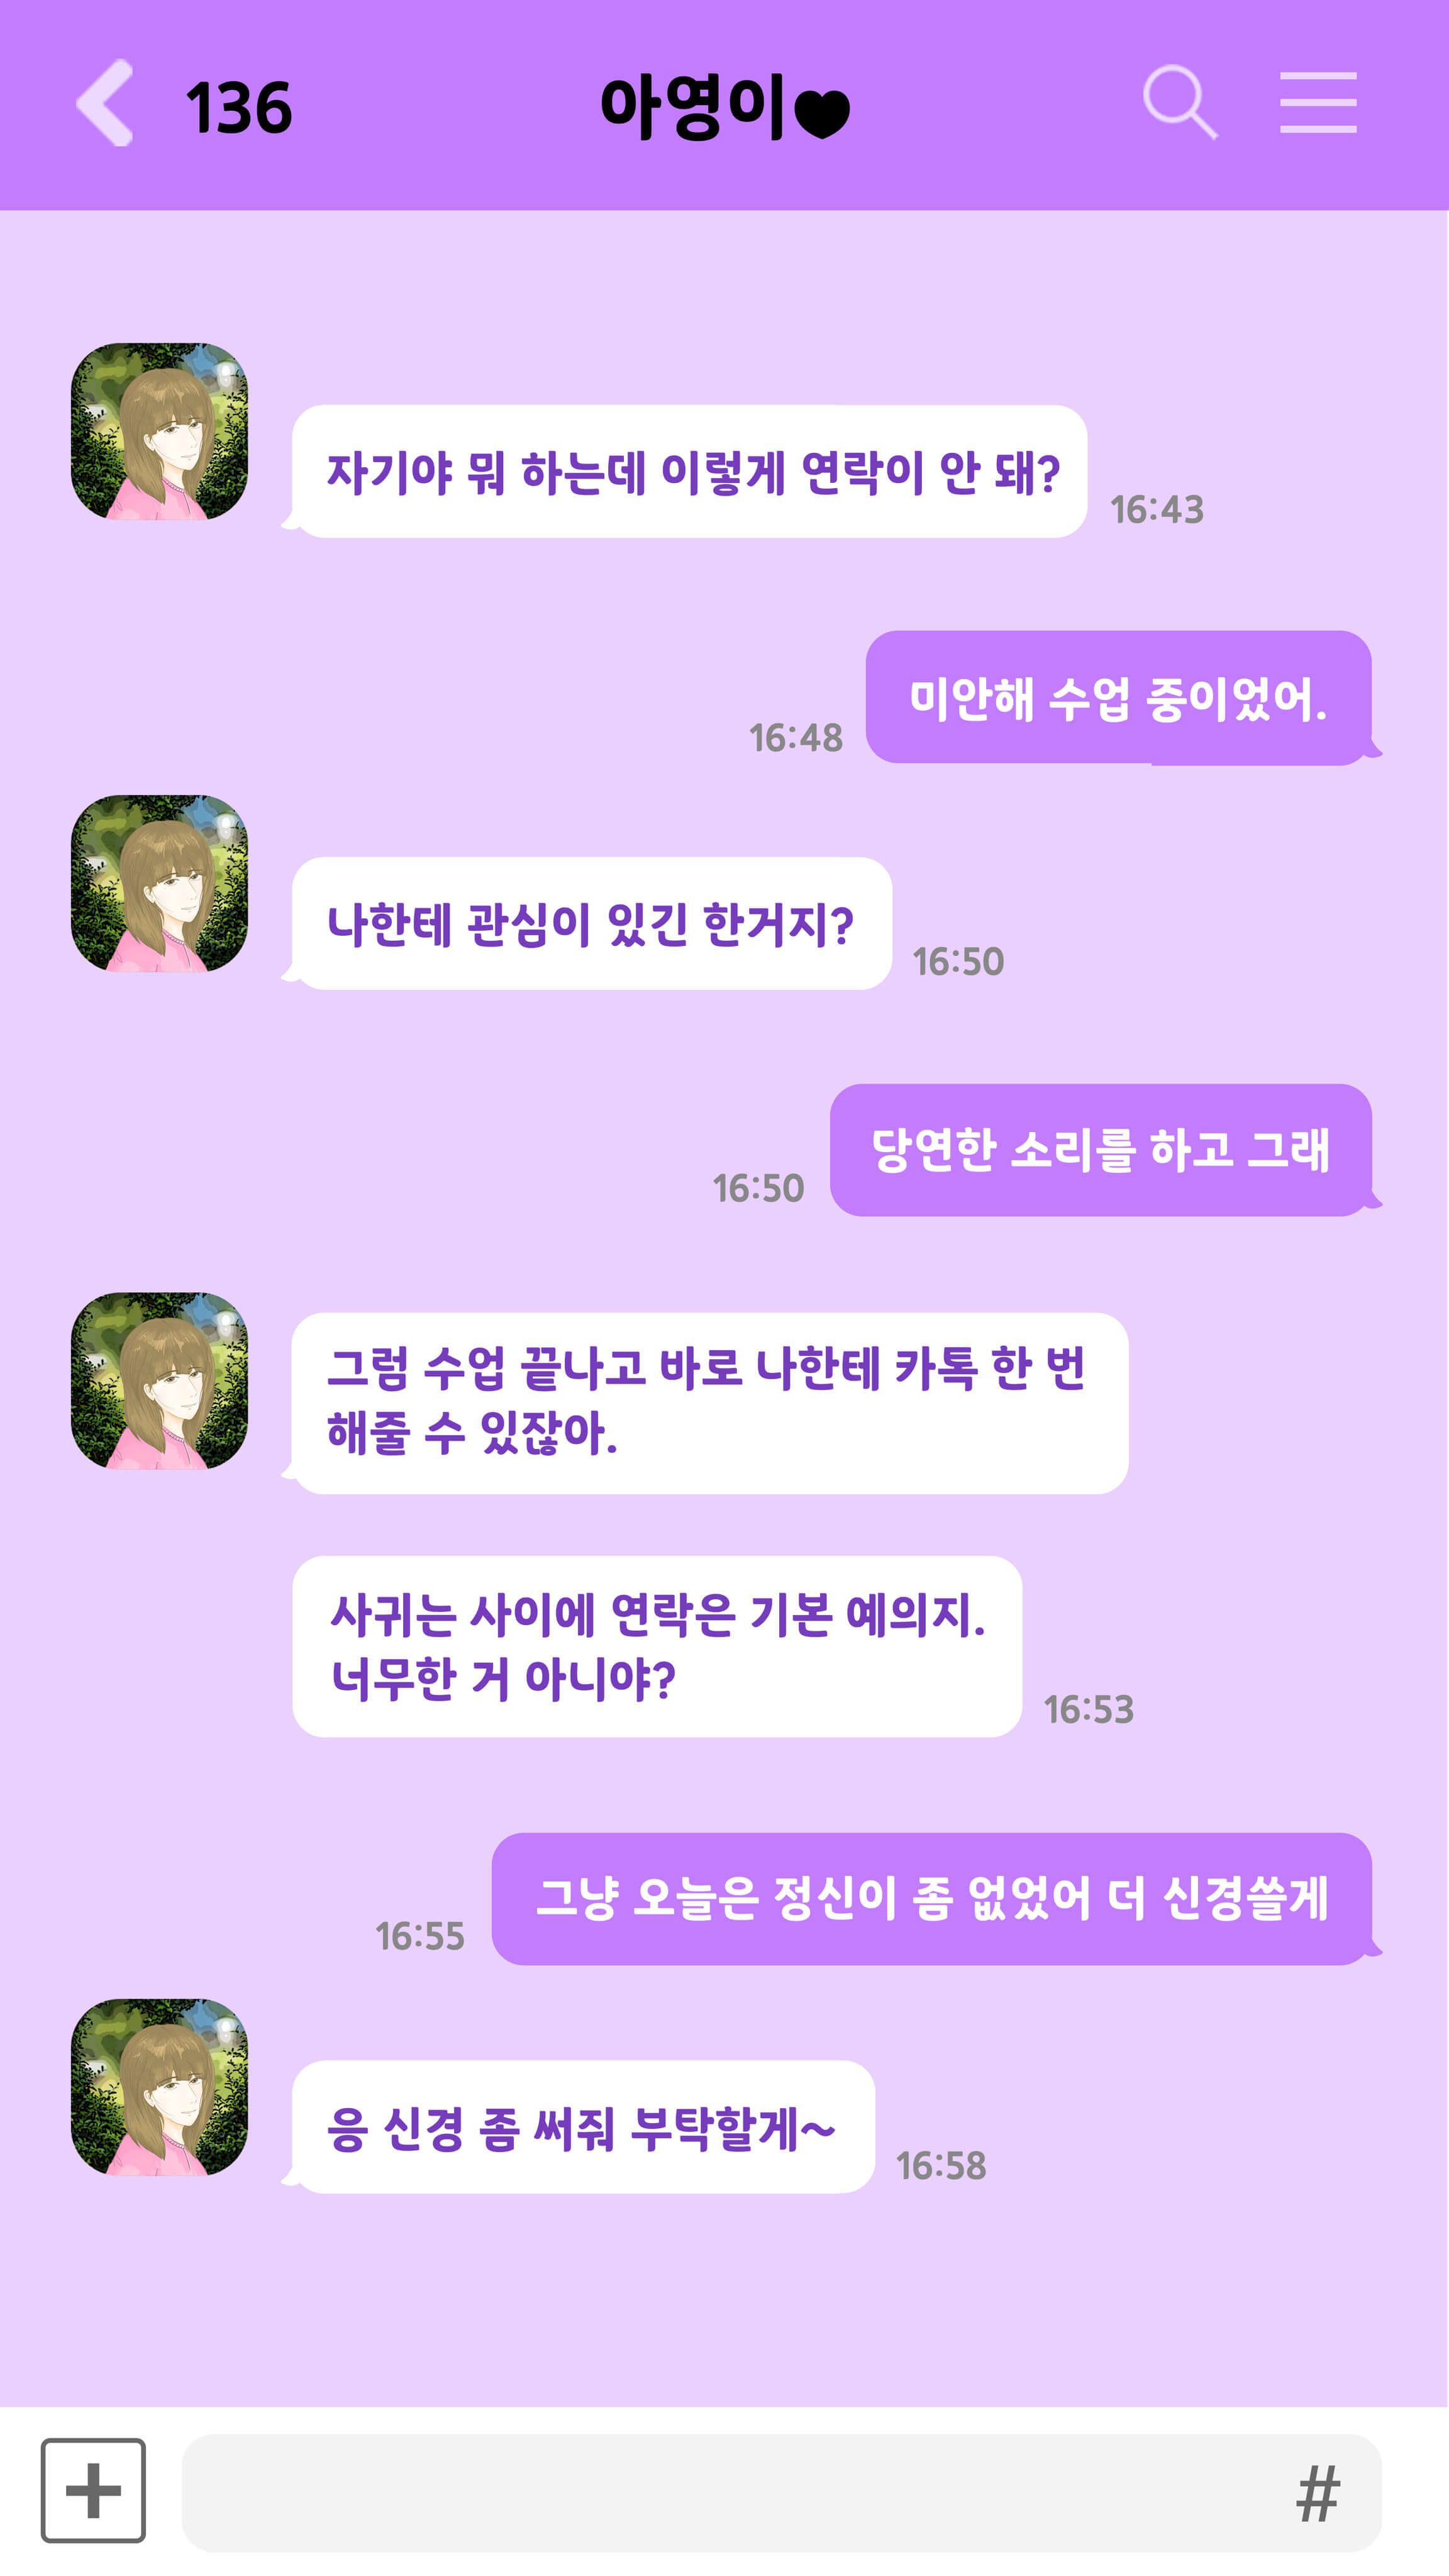 136
아영이♥
자기야 뭐 하는데 이렇게 연락이 안 돼?
16:43
미안해 수업 중이었어.
16:48
나한테 관심이 있긴 한거지?
16:50
당연한 소리를 하고 그래
16:50
그럼 수업 끝나고 바로 나한테 카톡 한 번
해줄 수 있잖아.
사귀는 사이에 연락은 기본 예의지.
너무한 거 아니야?
16:53
그냥 오늘은 정신이 좀 없었어 더 신경쓸게
16:55
응 신경 좀 써줘 부탁할게~
16:58
#